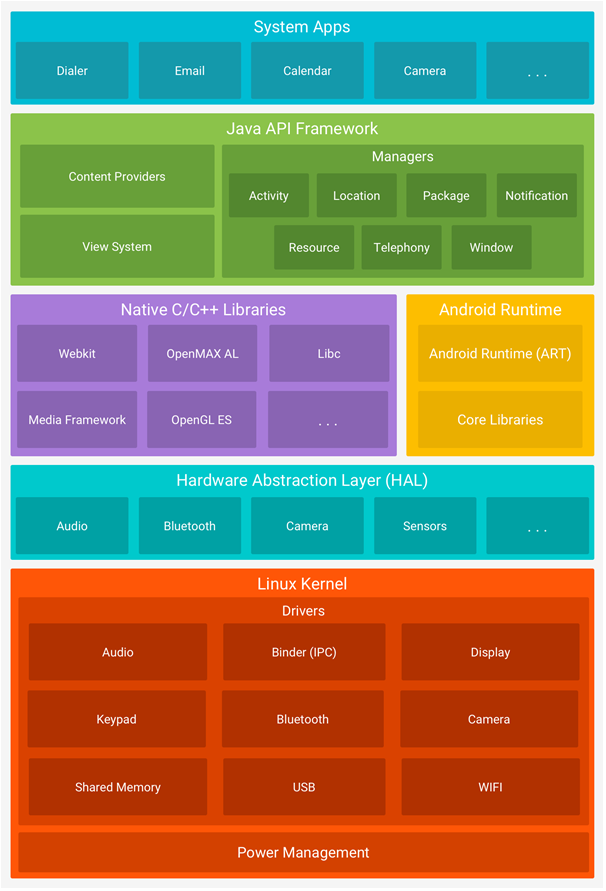 System Apps
Dialer
Email
Calendar
Camera
. . .
Java API Framework
Content Providers
View System
Managers
Activity
Location
Package
Notification
Resource
Telephony
Window
Native C/C++ Libraries
Webkit
OpenMAX AL
Libc
Media Framework
OpenGL ES
. . .
Android Runtime
Android Runtime (ART)
Core Libraries
Hardware Abstraction Layer (HAL)
Audio
Bluetooth
Camera
Sensors
. . .
Linux Kernel
Drivers
Audio
Binder (IPC)
Display
Keypad
Bluetooth
Camera
Shared Memory
USB
WIFI
Power Management